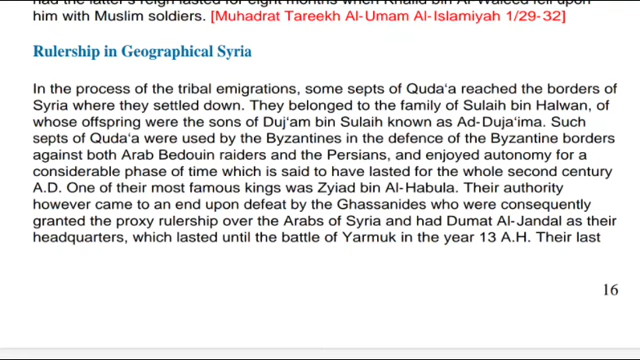 had the latter's reign lasted for eight months when Khalid bin Al-Waleed fell upon
him with Muslim soldiers. [Muhadrat Tareekh Al-Umam Al-Islamiyah 1/29-32]
Rulership in Geographical Syria
In the process of the tribal emigrations, some septs of Quda‘a reached the borders of
Syria where they settled down. They belonged to the family of Sulaih bin Halwan, of
whose offspring were the sons of Duj‘am bin Sulaih known as Ad-Duja‘ima. Such
septs of Quda‘a were used by the Byzantines in the defence of the Byzantine borders
against both Arab Bedouin raiders and the Persians, and enjoyed autonomy for a
considerable phase of time which is said to have lasted for the whole second century
A.D. One of their most famous kings was Zyiad bin Al-Habula. Their authority
however came to an end upon defeat by the Ghassanides who were consequently
granted the proxy rulership over the Arabs of Syria and had Dumat Al-Jandal as their
headquarters, which lasted until the battle of Yarmuk in the year 13 A.H. Their last
16